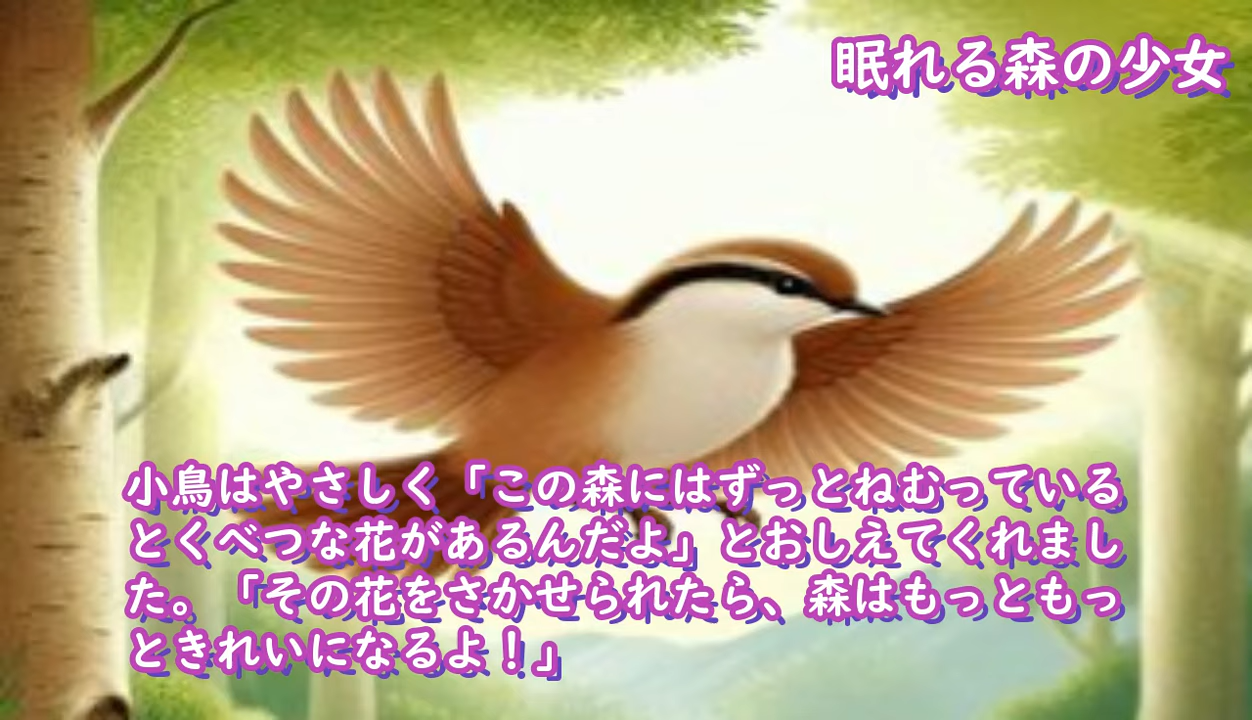 眠れる森の少女
小鳥はやさしく「この森にはずっとねむっている
とくべつな花があるんだよ」とおしえてくれまし
た。「その花をさかせられたら、森はもっともっ
ときれいになるよ！」